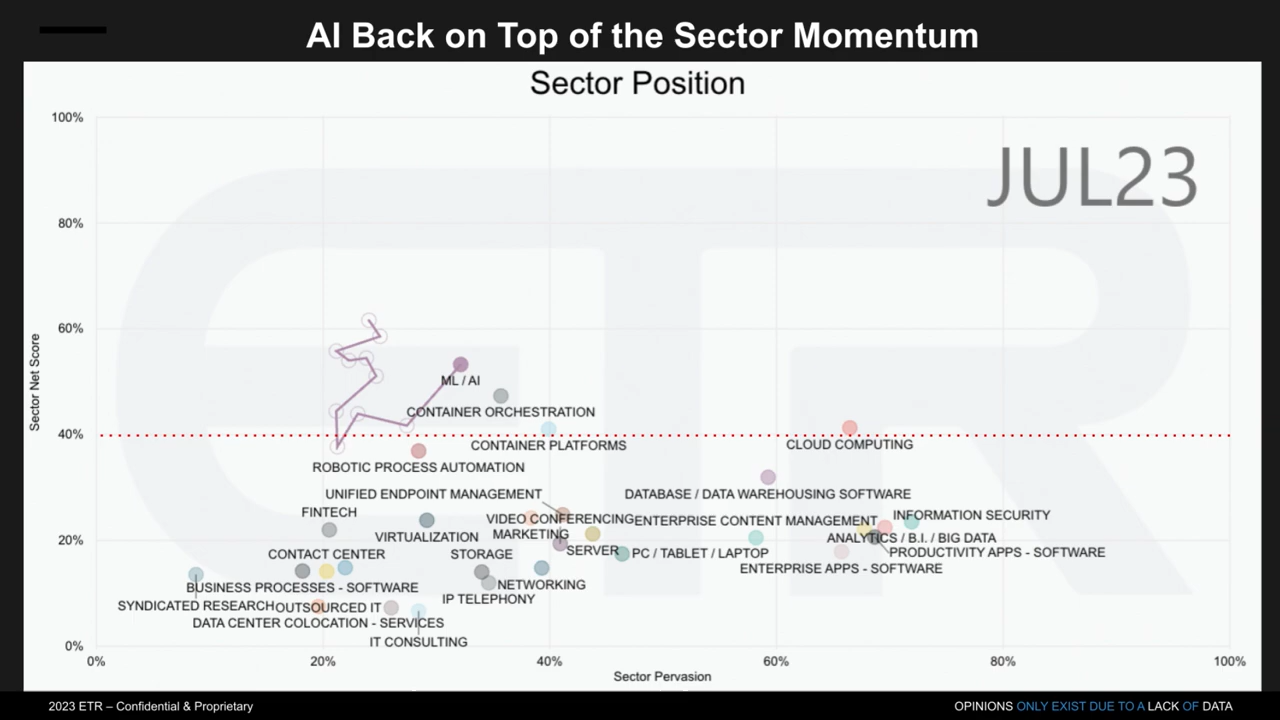 AI Back on Top of the Sector Momentum
Sector Position
100%
JUL23
80%
60%
Sector Net Score
ML / AI
CONTAINER ORCHESTRATION
40%
CONTAINER PLATFORMS
CLOUD COMPUTING
ROBOTIC PROCESS AUTOMATION
UNIFIED ENDPOINT MANAGEMENT
DATABASE / DATA WAREHOUSING SOFTWARE
FINTECH
VIDEO CONFERENCING
ENTERPRISE CONTENT MANAGEMENT
INFORMATION SECURITY
VIRTUALIZATION
MARKETING
ANALYTICS / B.I. / BIG DATA
20%
CONTACT CENTER
STORAGE
SERVER
PC / TABLET / LAPTOP
PRODUCTIVITY APPS - SOFTWARE
ENTERPRISE APPS - SOFTWARE
BUSINESS PROCESSES - SOFTWARE
NETWORKING
IP TELEPHONY
SYNDICATED RESEARCH
OUTSOURCED IT
DATA CENTER COLOCATION - SERVICES
IT CONSULTING
0%
0%
20%
40%
60%
80%
100%
Sector Pervasion
ETR
2023 ETR – Confidential & Proprietary
OPINIONS ONLY EXIST DUE TO A LACK OF DATA